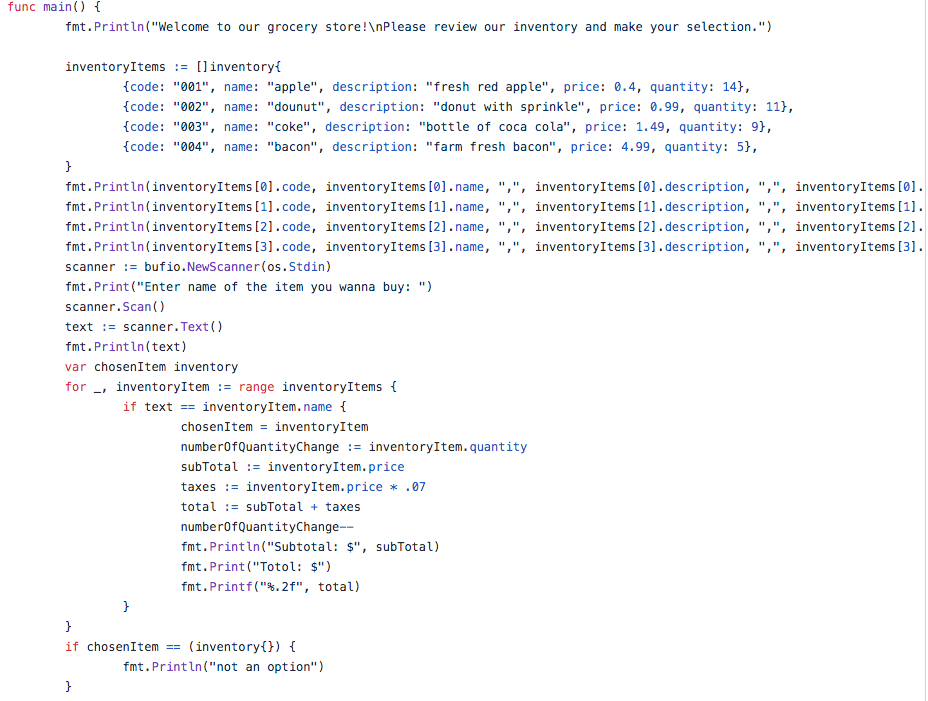 func main() {
	fmt.Println("Welcome to our grocery store!\nPlease review our inventory and make your selection.")

	inventoryItems := []inventory{
		{code: "001", name: "apple", description: "fresh red apple", price: 0.4, quantity: 14},
		{code: "002", name: "dounut", description: "donut with sprinkle", price: 0.99, quantity: 11},
		{code: "003", name: "coke", description: "bottle of coca cola", price: 1.49, quantity: 9},
		{code: "004", name: "bacon", description: "farm fresh bacon", price: 4.99, quantity: 5},
	}
	fmt.Println(inventoryItems[0].code, inventoryItems[0].name, ",", inventoryItems[0].description, ",", inventoryItems[0].
	fmt.Println(inventoryItems[1].code, inventoryItems[1].name, ",", inventoryItems[1].description, ",", inventoryItems[1].
	fmt.Println(inventoryItems[2].code, inventoryItems[2].name, ",", inventoryItems[2].description, ",", inventoryItems[2].
	fmt.Println(inventoryItems[3].code, inventoryItems[3].name, ",", inventoryItems[3].description, ",", inventoryItems[3].
	scanner := bufio.NewScanner(os.Stdin)
	fmt.Print("Enter name of the item you wanna buy: ")
	scanner.Scan()
	text := scanner.Text()
	fmt.Println(text)
	var chosenItem inventory
	for _, inventoryItem := range inventoryItems {
		if text == inventoryItem.name {
			chosenItem = inventoryItem
			numberOfQuantityChange := inventoryItem.quantity
			subTotal := inventoryItem.price
			taxes := inventoryItem.price * .07
			total := subTotal + taxes
			numberOfQuantityChange--
			fmt.Println("Subtotal: $", subTotal)
			fmt.Print("Totol: $")
			fmt.Printf("%.2f", total)
		}
	}
	if chosenItem == (inventory{}) {
		fmt.Println("not an option")
	}